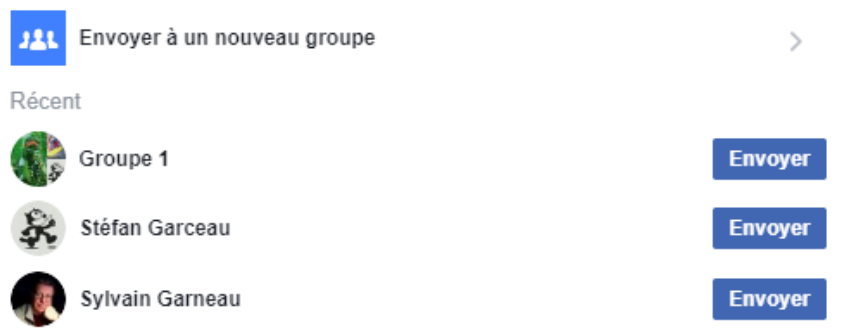 Envoyer à un nouveau groupe
Récent
Groupe 1
Envoyer
Stéfan Garceau
Envoyer
Sylvain Garneau
Envoyer